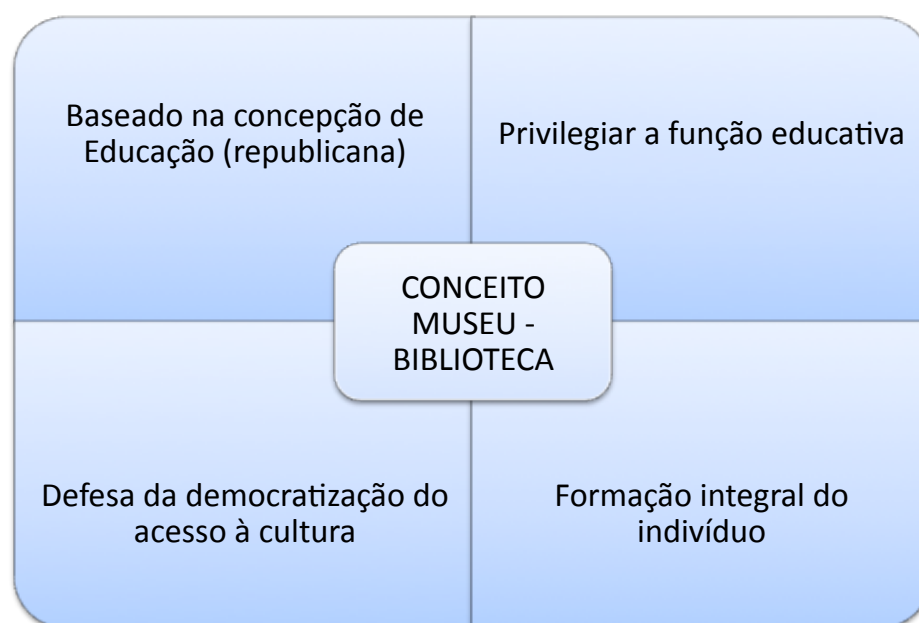 Baseado na concepção de
Educação (republicana)
Privilegiar a função educativa
CONCEITO
MUSEU -
BIBLIOTECA
Defesa da democratização do
acesso à cultura
Formação integral do
indivíduo